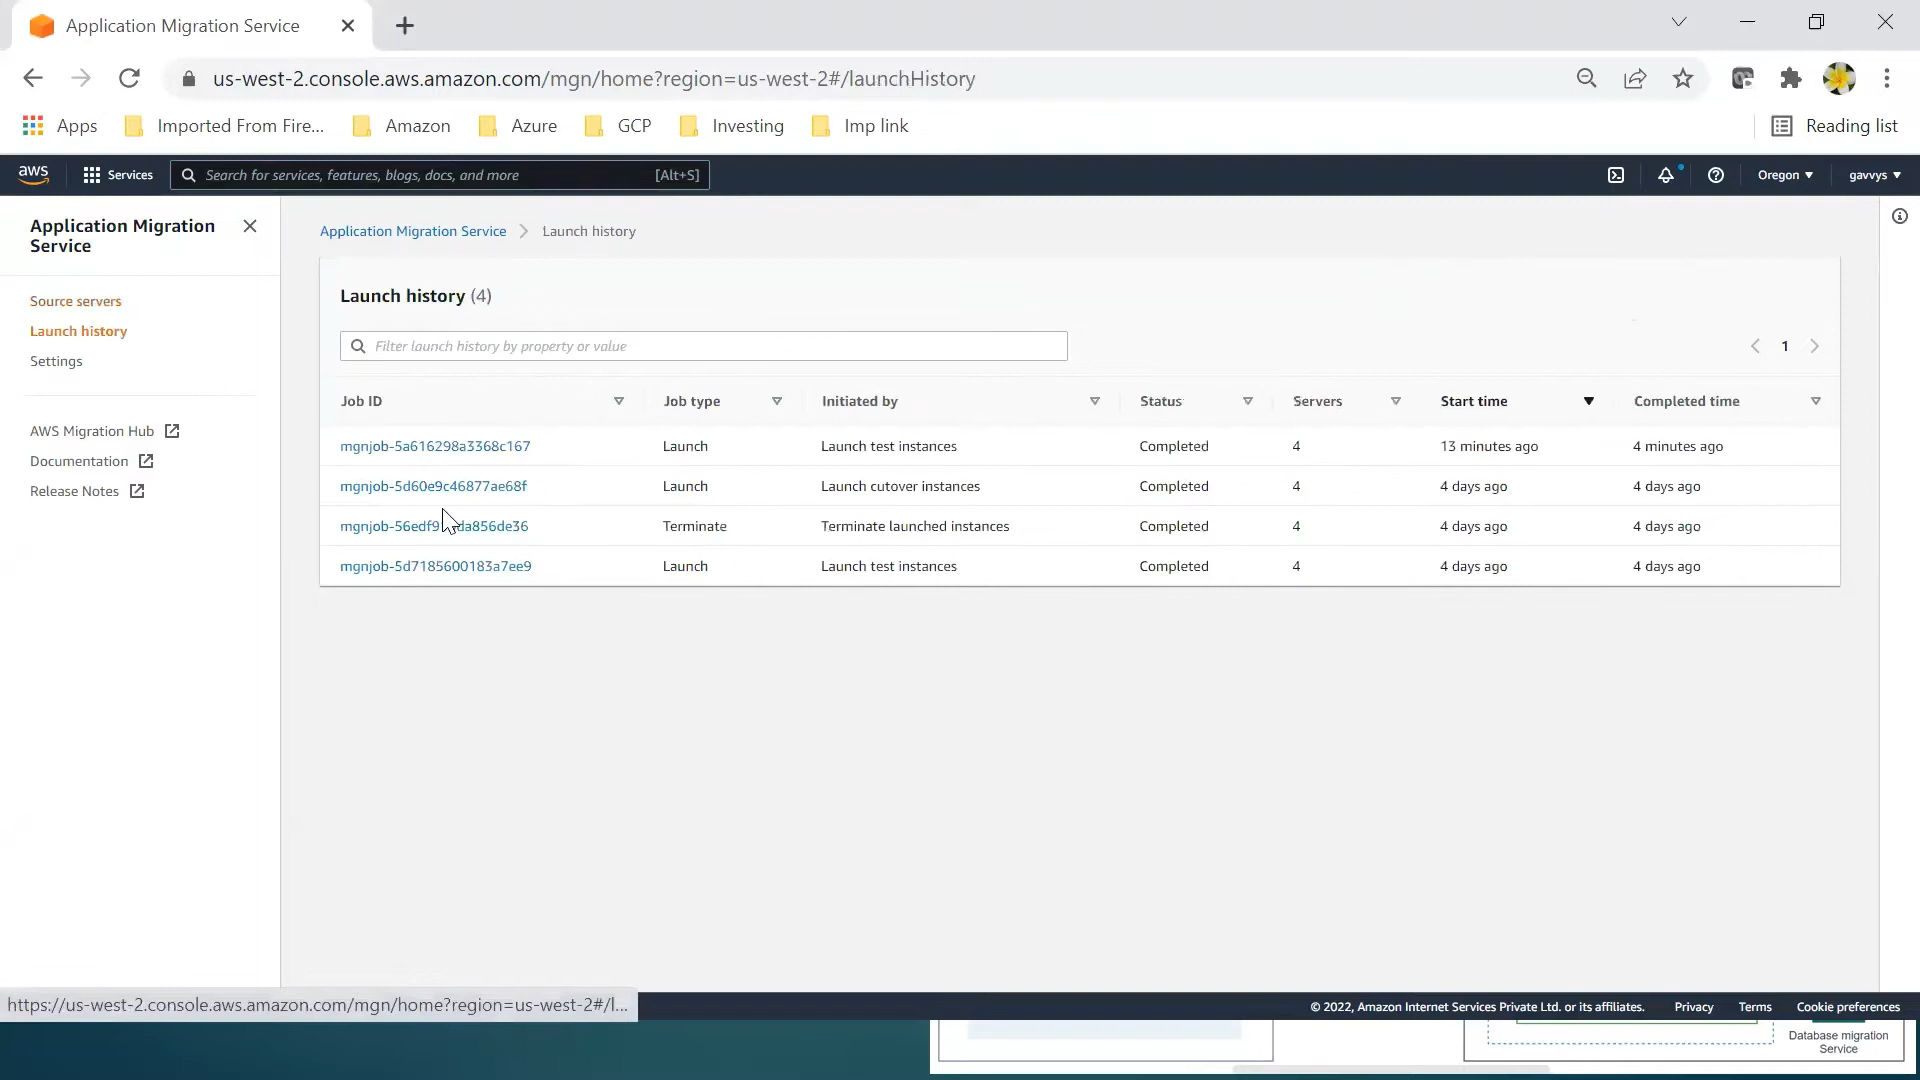 Application Migration Service
us-west-2.console.aws.amazon.com/mgn/home?region=us-west-2#/launchHistory
Apps Imported From Fire... Amazon Azure GCP Investing Imp link Reading list
aws Services Search for services, features, blogs, docs, and more [Alt+S] Oregon gavvys
Application Migration
Service
Source servers
Launch history
Settings
AWS Migration Hub
Documentation
Release Notes
Application Migration Service Launch history
Launch history (4)
Filter launch history by property or value
1
Job ID Job type Initiated by Status Servers Start time Completed time
mgnjob-5a616298a3368c167 Launch Launch test instances Completed 4 13 minutes ago 4 minutes ago
mgnjob-5d60e9c46877ae68f Launch Launch cutover instances Completed 4 4 days ago 4 days ago
Terminate Terminate launched instances Completed 4 4 days ago 4 days ago
mgnjob-5d7185600183a7ee9 Launch Launch test instances Completed 4 4 days ago 4 days ago
https://us-west-2.console.aws.amazon.com/mgn/home?region=us-west-2#/l...
© 2022, Amazon Internet Services Private Ltd. or its affiliates. Privacy Terms Cookie preferences
Database migration
Service